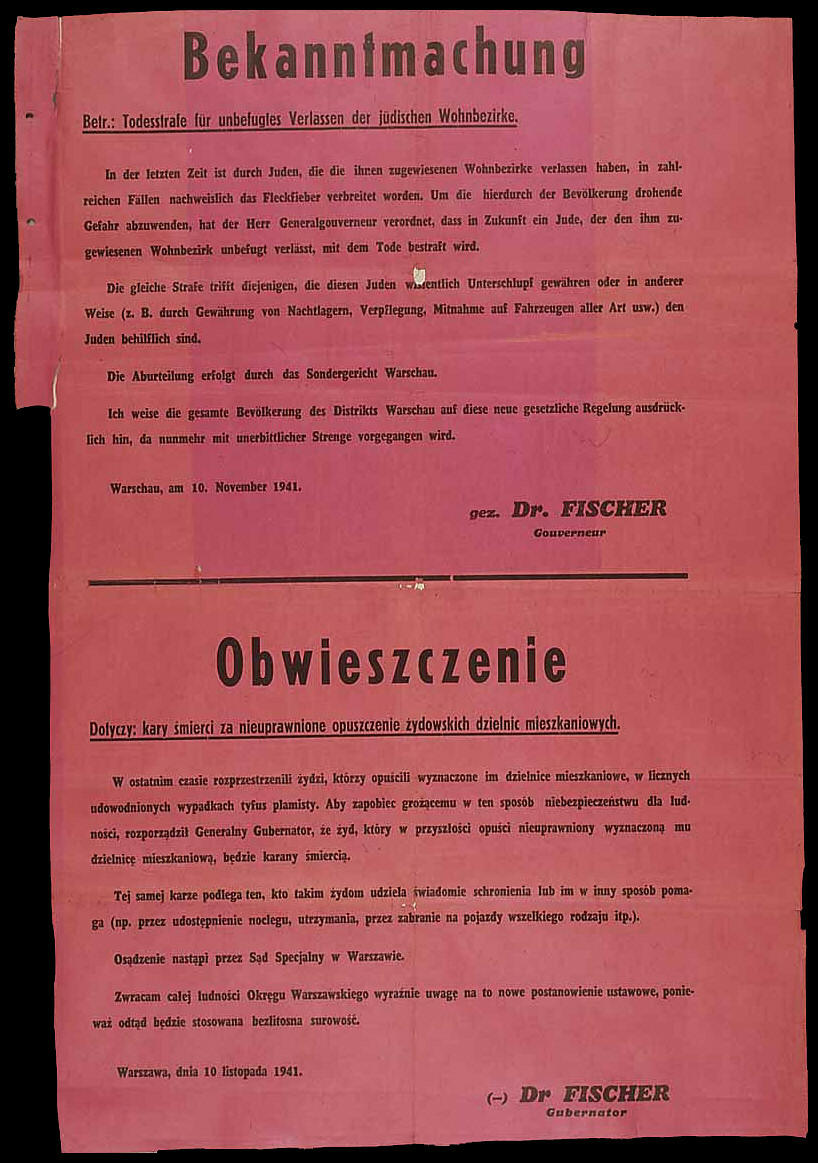 Bekanntmachung
Betr.: Todesstrafe für unbefugtes Verlassen der jüdischen Wohnbezirke.
In der letzten Zeit ist durch Juden, die die ihnen zugewiesenen Wohnbezirke verlassen haben, in zahl-
reichen Fällen nachweislich das Fleckfieber verbreitet worden. Um die hierdurch der Bevölkerung drohende
Gefahr abzuwenden, hat der Herr Generalgouverneur verordnet, dass in Zukunft ein Jude, der den ihm zu-
gewiesenen Wohnbezirk unbefugt verlässt, mit dem Tode bestraft wird.
Die gleiche Strafe trifft diejenigen, die diesen Juden wissentlich Unterschlupf gewähren oder in anderer
Weise (z. B. durch Gewährung von Nachtlagern, Verpflegung, Mitnahme auf Fahrzeugen aller Art usw.) den
Juden behilflich sind.
Die Aburteilung erfolgt durch das Sondergericht Warschau.
Ich weise die gesamte Bevölkerung des Distrikts Warschau auf diese neue gesetzliche Regelung ausdrück-
lich hin, da nunmehr mit unerbittlicher Strenge vorgegangen wird.
Warschau, am 10. November 1941.
gez. Dr. FISCHER
Gouverneur
Obwieszczenie
Dotyczy: kary śmierci za nieuprawnione opuszczenie żydowskich dzielnic mieszkaniowych.
W ostatnim czasie rozprzestrzenili żydzi, którzy opuścili wyznaczone im dzielnice mieszkaniowe, w licznych
udowodnionych wypadkach tyfus plamisty. Aby zapobiec grożącemu w ten sposób niebezpieczeństwu dla lud-
ności, rozporządził Generalny Gubernator, że żyd, który w przyszłości opuści nieuprawniony wyznaczoną mu
dzielnicę mieszkaniową, będzie karany śmiercią.
Tej samej karze podlega ten, kto takim żydom udziela świadomie schronienia lub im w inny sposób poma-
ga (np. przez udostępnienie noclegu, utrzymania, przez zabranie na pojazdy wszelkiego rodzaju itp.).
Osądzenie nastąpi przez Sąd Specjalny w Warszawie.
Zwracam całej ludności Okręgu Warszawskiego wyraźnie uwagę na to nowe postanowienie ustawowe, ponie-
waż odtąd będzie stosowana bezlitosna surowość.
Warszawa, dnia 10 listopada 1941.
(–) Dr FISCHER
Gubernator